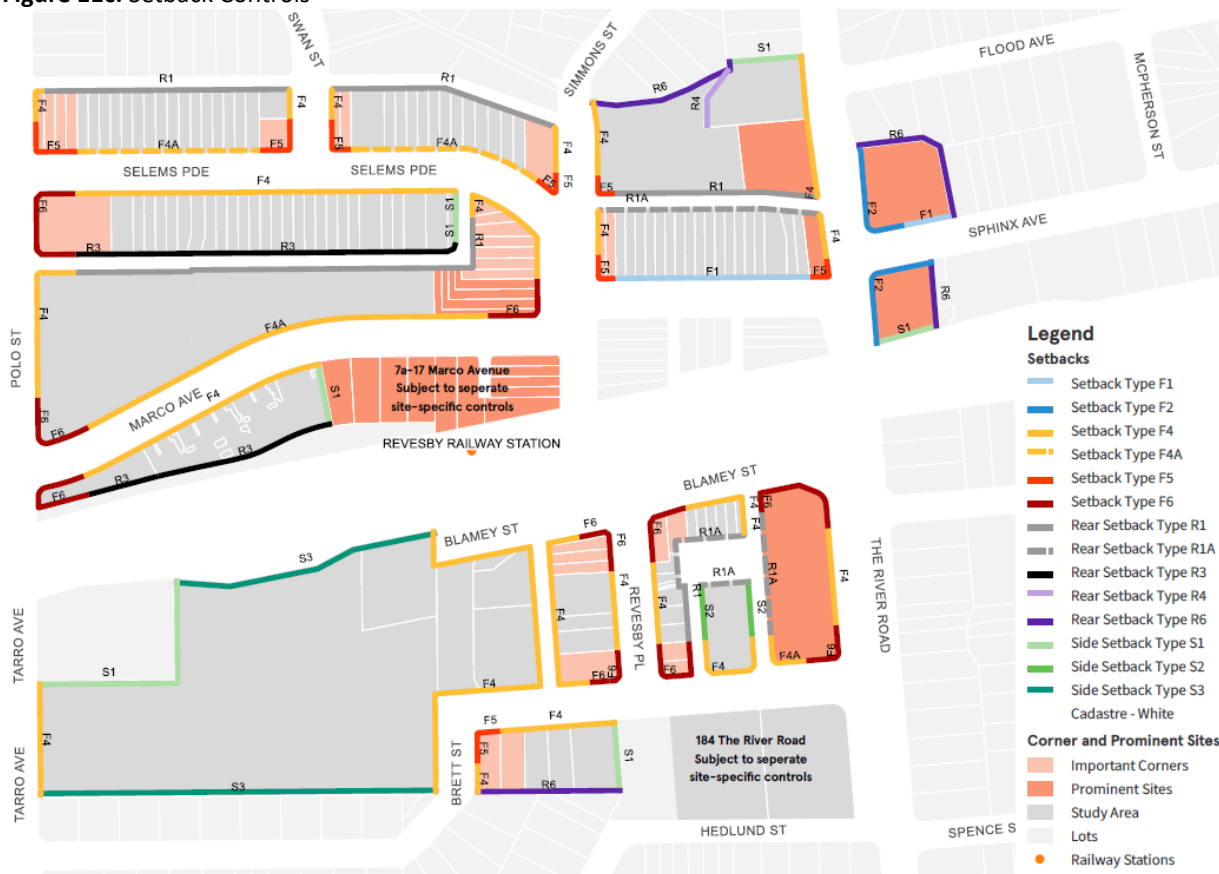 Figure 11c. Setback Controls
SWAN ST
SIMMONS ST
S1
FLOOD AVE
MCPHERSON ST
R1
R1
R6
R4
R6
F4
F4
F4
F4
F4
F5
F4A
F5
F5
F4A
F5
F5
F5
R1
F4
F2
F1
SELEMS PDE
SELEMS PDE
SPHINX AVE
F4
R1A
F6
S1
S1
F4
R1
F4
F4
R3
R3
F5
F1
F5
F2
R6
S1
F4
F4A
F6
POLO ST
MARCO AVE
F4
S1
7a-17 Marco Avenue
Subject to seperate
site-specific controls
F6
F6
R3
R3
F6
REVESBY RAILWAY STATION
BLAMEY ST
BLAMEY ST
S3
F6
F6
F6
F4
F4
F6
R1A
R1A
R1A
F4
F4
REVESBY PL
F4
R1
S2
S2
F4
THE RIVER ROAD
TARRO AVE
S1
F4
F6
F6
F6
F4
F4A
F6
F4
TARRO AVE
S3
BRETT ST
F5
F4
F5
F4
R6
S1
184 The River Road
Subject to seperate
site-specific controls
HEDLUND ST
SPENCE S
Legend
Setbacks
Setback Type F1
Setback Type F2
Setback Type F4
Setback Type F4A
Setback Type F5
Setback Type F6
Rear Setback Type R1
Rear Setback Type R1A
Rear Setback Type R3
Rear Setback Type R4
Rear Setback Type R6
Side Setback Type S1
Side Setback Type S2
Side Setback Type S3
Cadastre - White
Corner and Prominent Sites
Important Corners
Prominent Sites
Study Area
Lots
Railway Stations